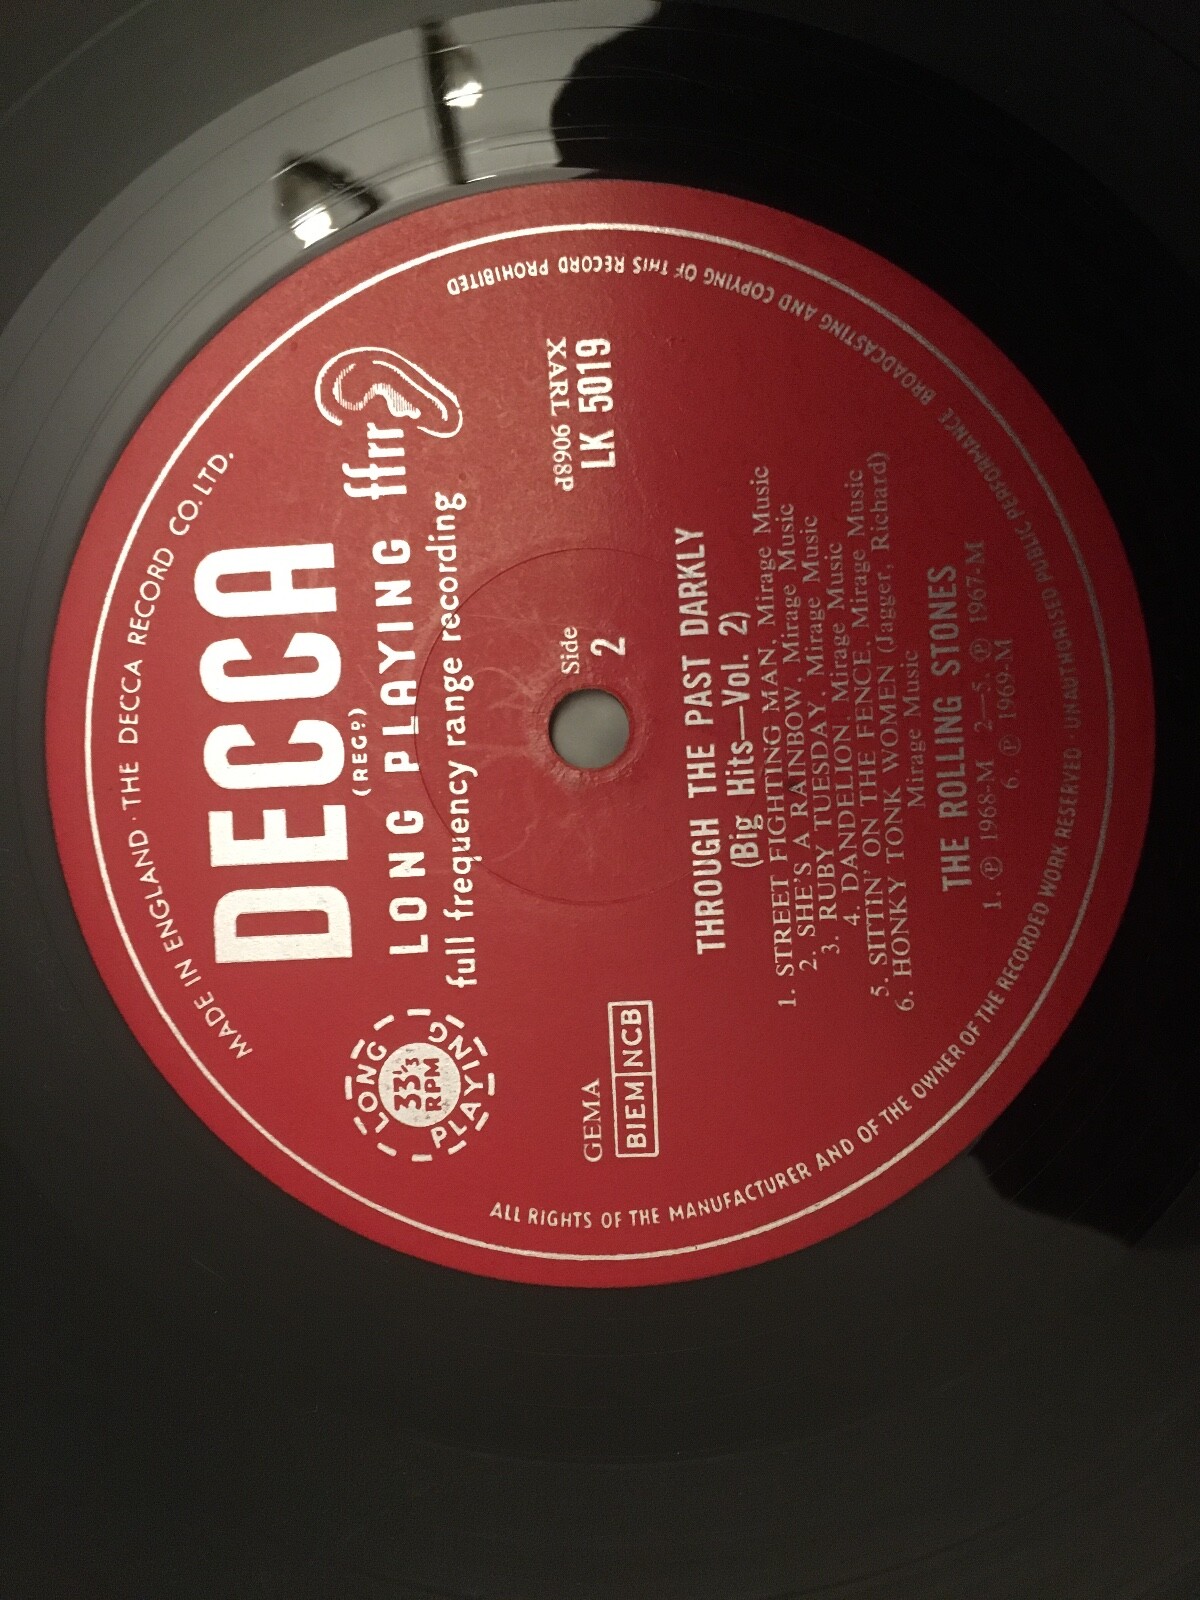 MADE IN ENGLAND · THE DECCA RECORD CO. LTD.
DECCA
(REGD)
LONG PLAYING ffrr
full frequency range recording
LONG
33⅓
RPM
PLAYING
Side
2
XARL 9068P
LK 5019
GEMA
BIEM NCB
THROUGH THE PAST DARKLY
(Big Hits—Vol. 2)
1. STREET FIGHTING MAN, Mirage Music
2. SHE'S A RAINBOW, Mirage Music
3. RUBY TUESDAY, Mirage Music
4. DANDELION, Mirage Music
5. SITTIN' ON THE FENCE, Mirage Music
6. HONKY TONK WOMEN (Jagger, Richard)
Mirage Music
THE ROLLING STONES
1. ℗ 1968-M 2—5. ℗ 1967-M
6. ℗ 1969-M
ALL RIGHTS OF THE MANUFACTURER AND OF THE OWNER OF THE RECORDED WORK RESERVED · UNAUTHORISED PUBLIC PERFORMANCE BROADCASTING AND COPYING OF THIS RECORD PROHIBITED